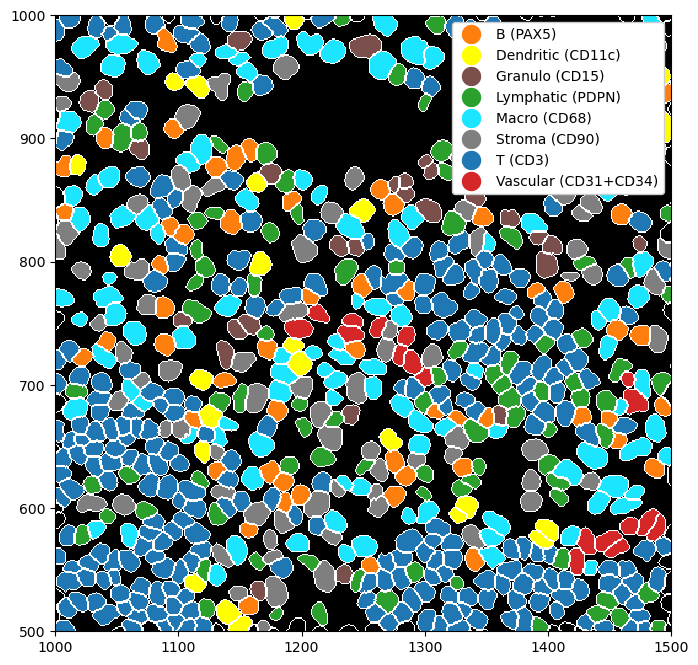 1000
900
800
700
600
500
1000
1100
1200
1300
1400
1500
B (PAX5)
Dendritic (CD11c)
Granulo (CD15)
Lymphatic (PDPN)
Macro (CD68)
Stroma (CD90)
T (CD3)
Vascular (CD31+CD34)